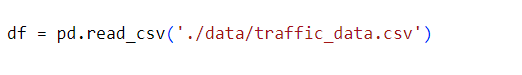 df = pd.read_csv('./data/traffic_data.csv')